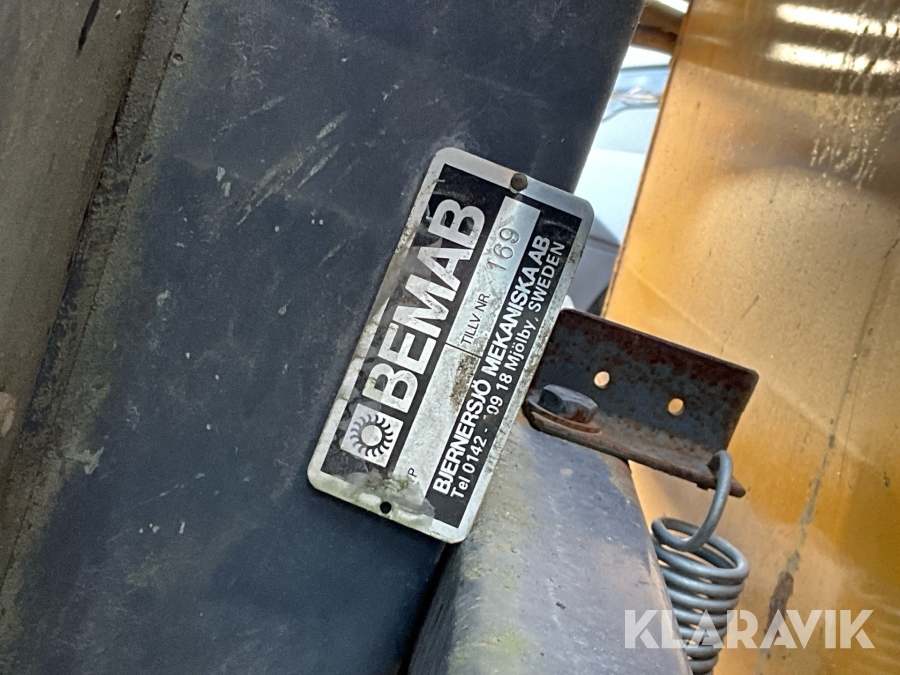 BEMAB
TILLV NR. 169
BJERNERSJÖ MEKANISKA AB
Tel 0142 - 09 18 Mjölby, SWEDEN
KLARAVIK